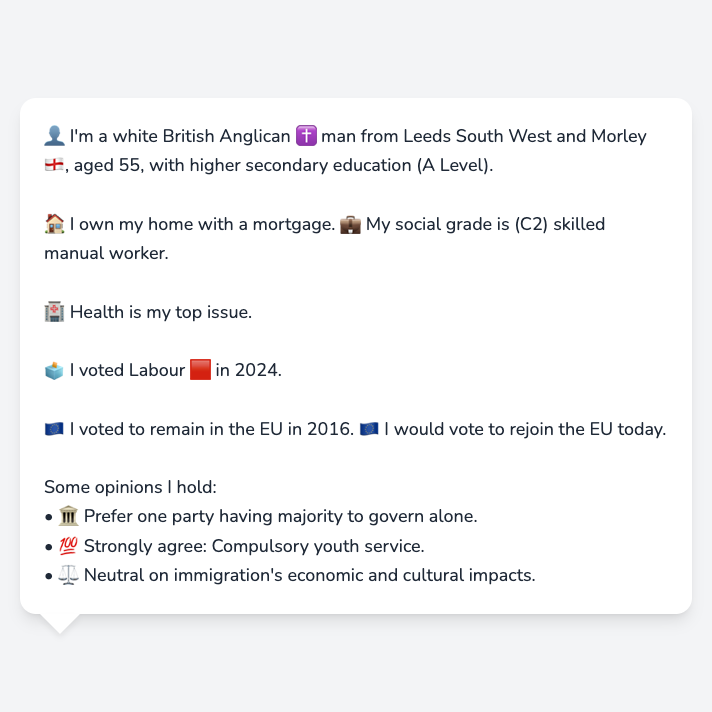 👤 I'm a white British Anglican ✝️ man from Leeds South West and Morley
🏴󠁧󠁢󠁥󠁮󠁧󠁿, aged 55, with higher secondary education (A Level).
🏠 I own my home with a mortgage. 💼 My social grade is (C2) skilled
manual worker.
🏥 Health is my top issue.
🗳️ I voted Labour 🟥 in 2024.
🇪🇺 I voted to remain in the EU in 2016. 🇪🇺 I would vote to rejoin the EU today.
Some opinions I hold:
• 🏛️ Prefer one party having majority to govern alone.
• 💯 Strongly agree: Compulsory youth service.
• ⚖️ Neutral on immigration's economic and cultural impacts.